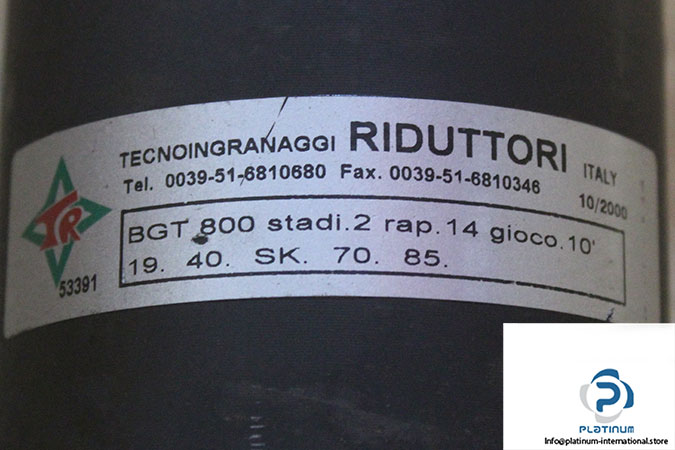 TECNOINGRANAGGI RIDUTTORI ITALY
Tel. 0039-51-6810680 Fax. 0039-51-6810346 10/2000
TR
BGT 800 stadi.2 rap.14 gioco.10'
19. 40. SK. 70. 85.
53391
P
PLATINUM
Info@platinum-international.store